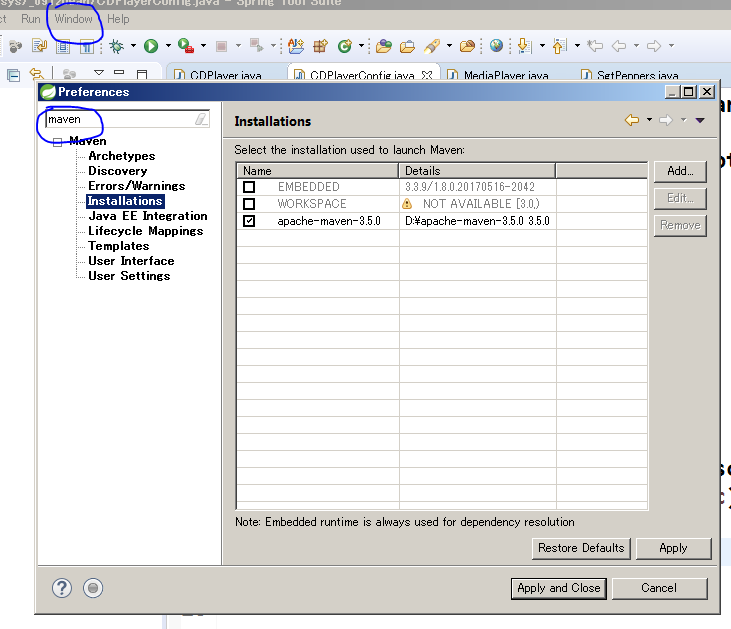 CDPlayerConfig.java - Spring Tool Suite
Run Window Help
CDPlayer.java CDPlayerConfig.java MediaPlayer.java SgtPeppers.java
Preferences
maven
Installations
Maven
Archetypes
Discovery
Errors/Warnings
Installations
Java EE Integration
Lifecycle Mappings
Templates
User Interface
User Settings
Select the installation used to launch Maven:
Name Details
EMBEDDED 3.3.9/1.8.0.20170516-2042
WORKSPACE NOT AVAILABLE [3.0,)
apache-maven-3.5.0 D:¥apache-maven-3.5.0 3.5.0
Add...
Edit...
Remove
Note: Embedded runtime is always used for dependency resolution
Restore Defaults Apply
Apply and Close Cancel